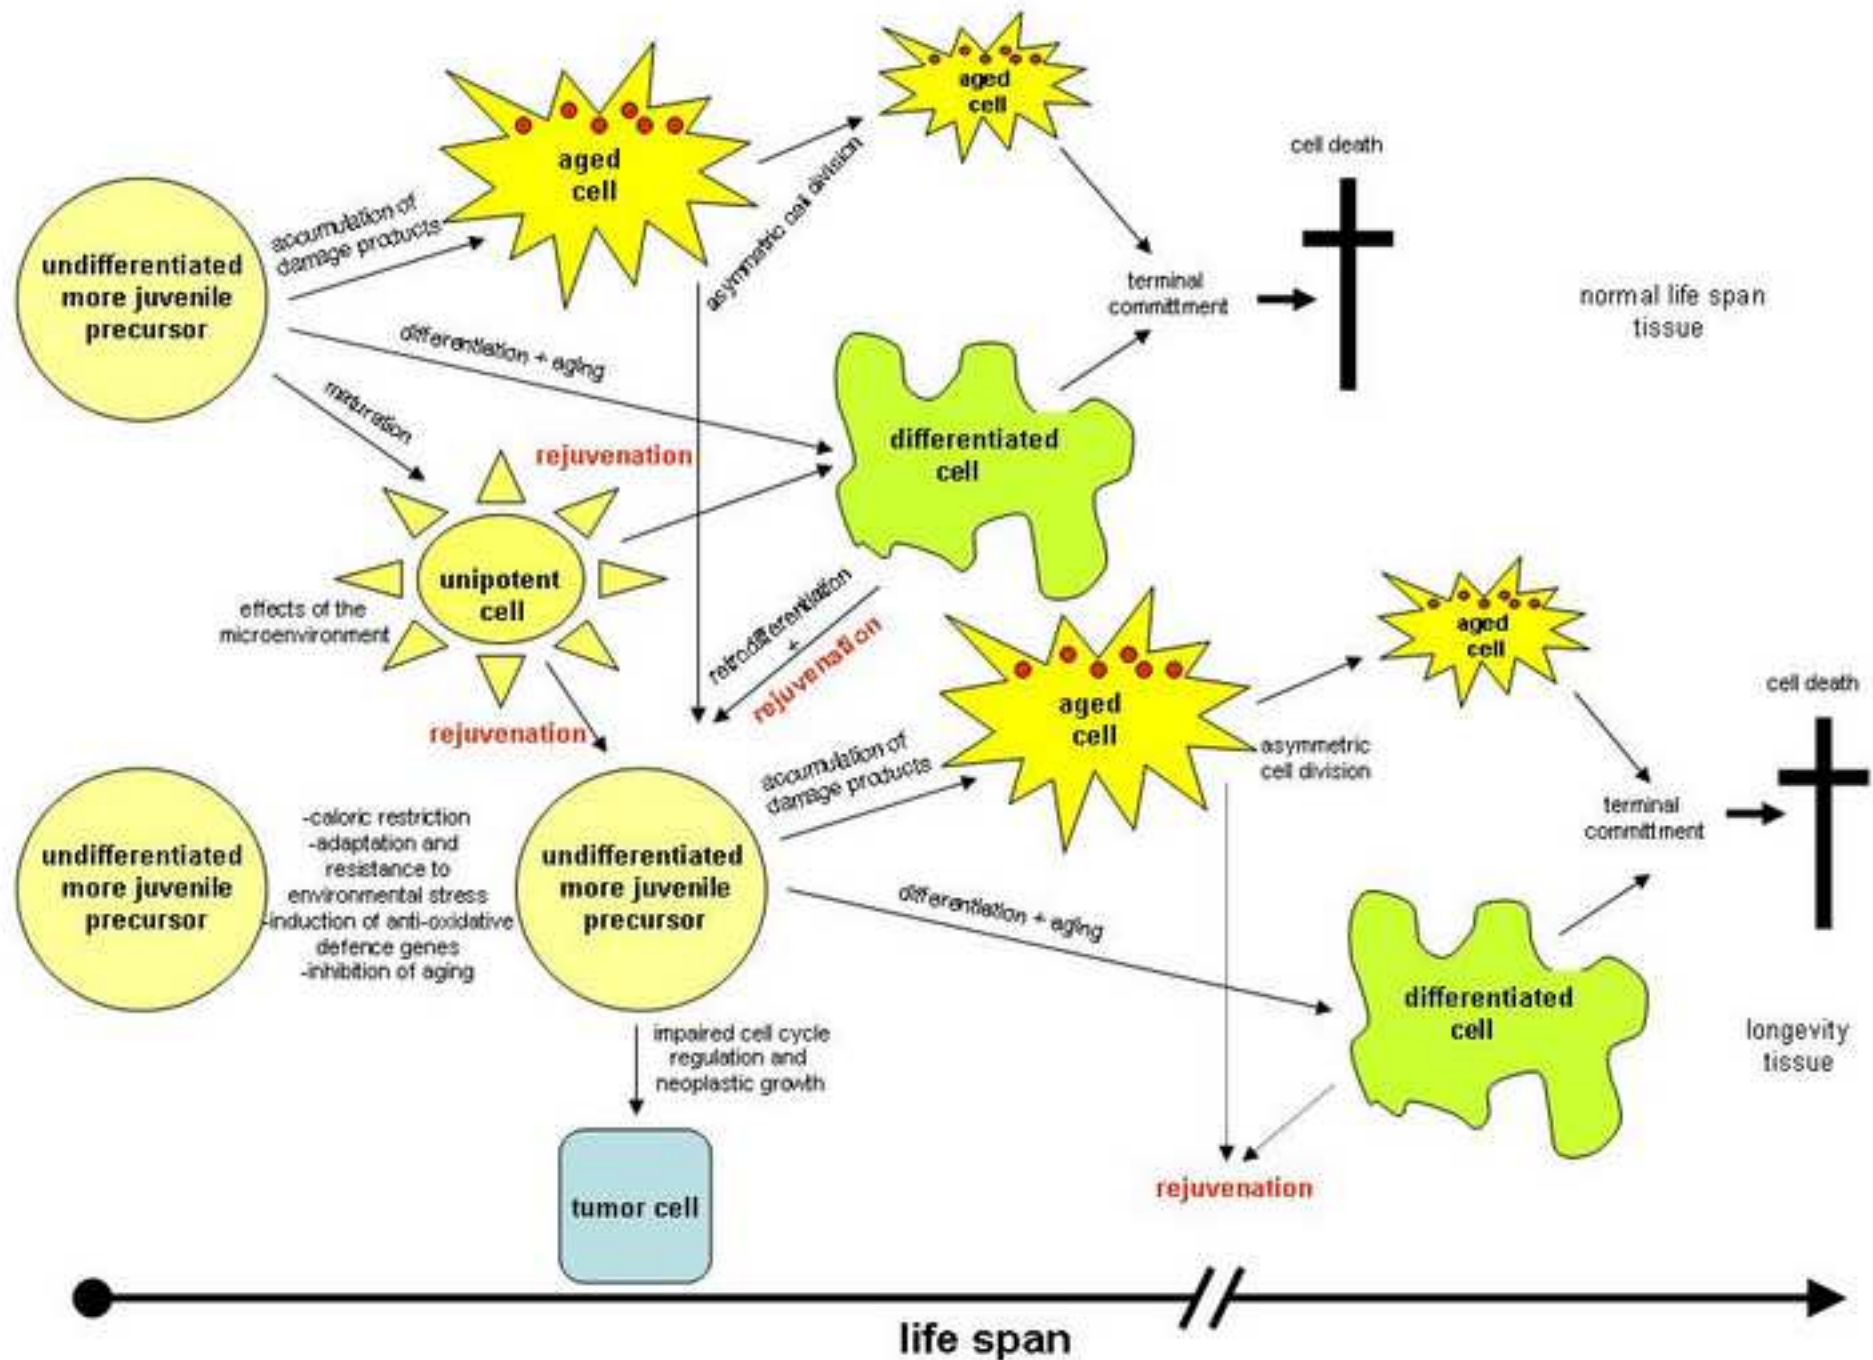 aged
cell
aged
cell
cell death
undifferentiated
more juvenile
precursor
accumulation of
damage products
asymmetric cell division
terminal
committment
normal life span
tissue
differentiation + aging
maturation
rejuvenation
differentiated
cell
unipotent
cell
effects of the
microenvironment
retrodifferentiation
+
rejuvenation
rejuvenation
aged
cell
aged
cell
cell death
asymmetric
cell division
accumulation of
damage products
terminal
committment
undifferentiated
more juvenile
precursor
-caloric restriction
-adaptation and
resistance to
environmental stress
-induction of anti-oxidative
defence genes
-inhibition of aging
undifferentiated
more juvenile
precursor
differentiation + aging
differentiated
cell
longevity
tissue
impaired cell cycle
regulation and
neoplastic growth
tumor cell
rejuvenation
life span